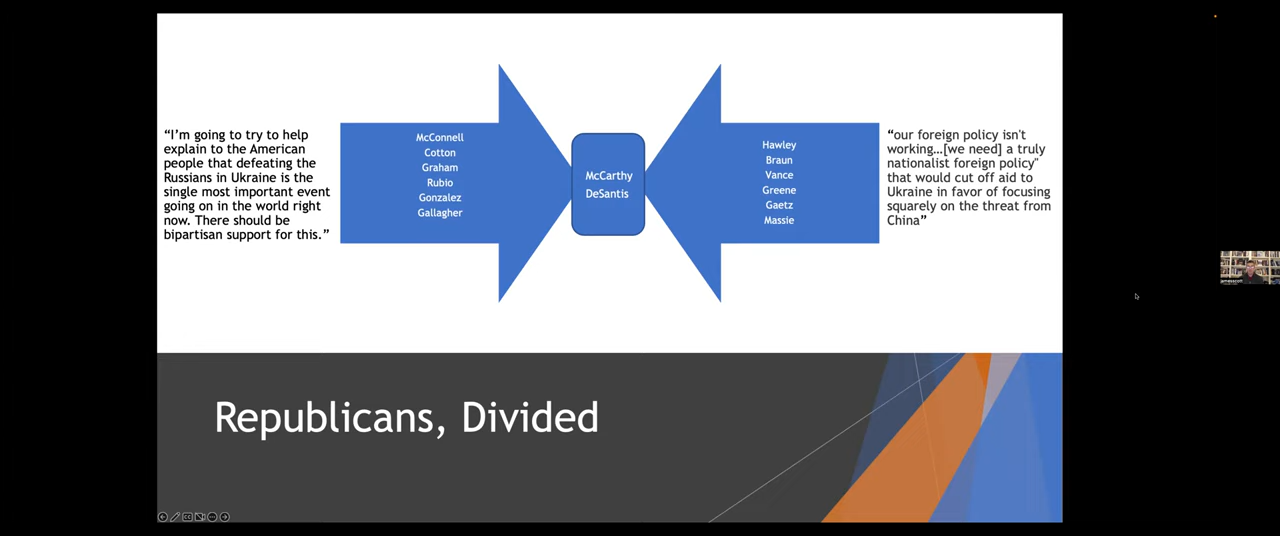 “I’m going to try to help
explain to the American
people that defeating the
Russians in Ukraine is the
single most important event
going on in the world right
now. There should be
bipartisan support for this.”
McConnell
Cotton
Graham
Rubio
Gonzalez
Gallagher
McCarthy
DeSantis
Hawley
Braun
Vance
Greene
Gaetz
Massie
“our foreign policy isn't
working…[we need] a truly
nationalist foreign policy"
that would cut off aid to
Ukraine in favor of focusing
squarely on the threat from
China”
Republicans, Divided
jamesscott